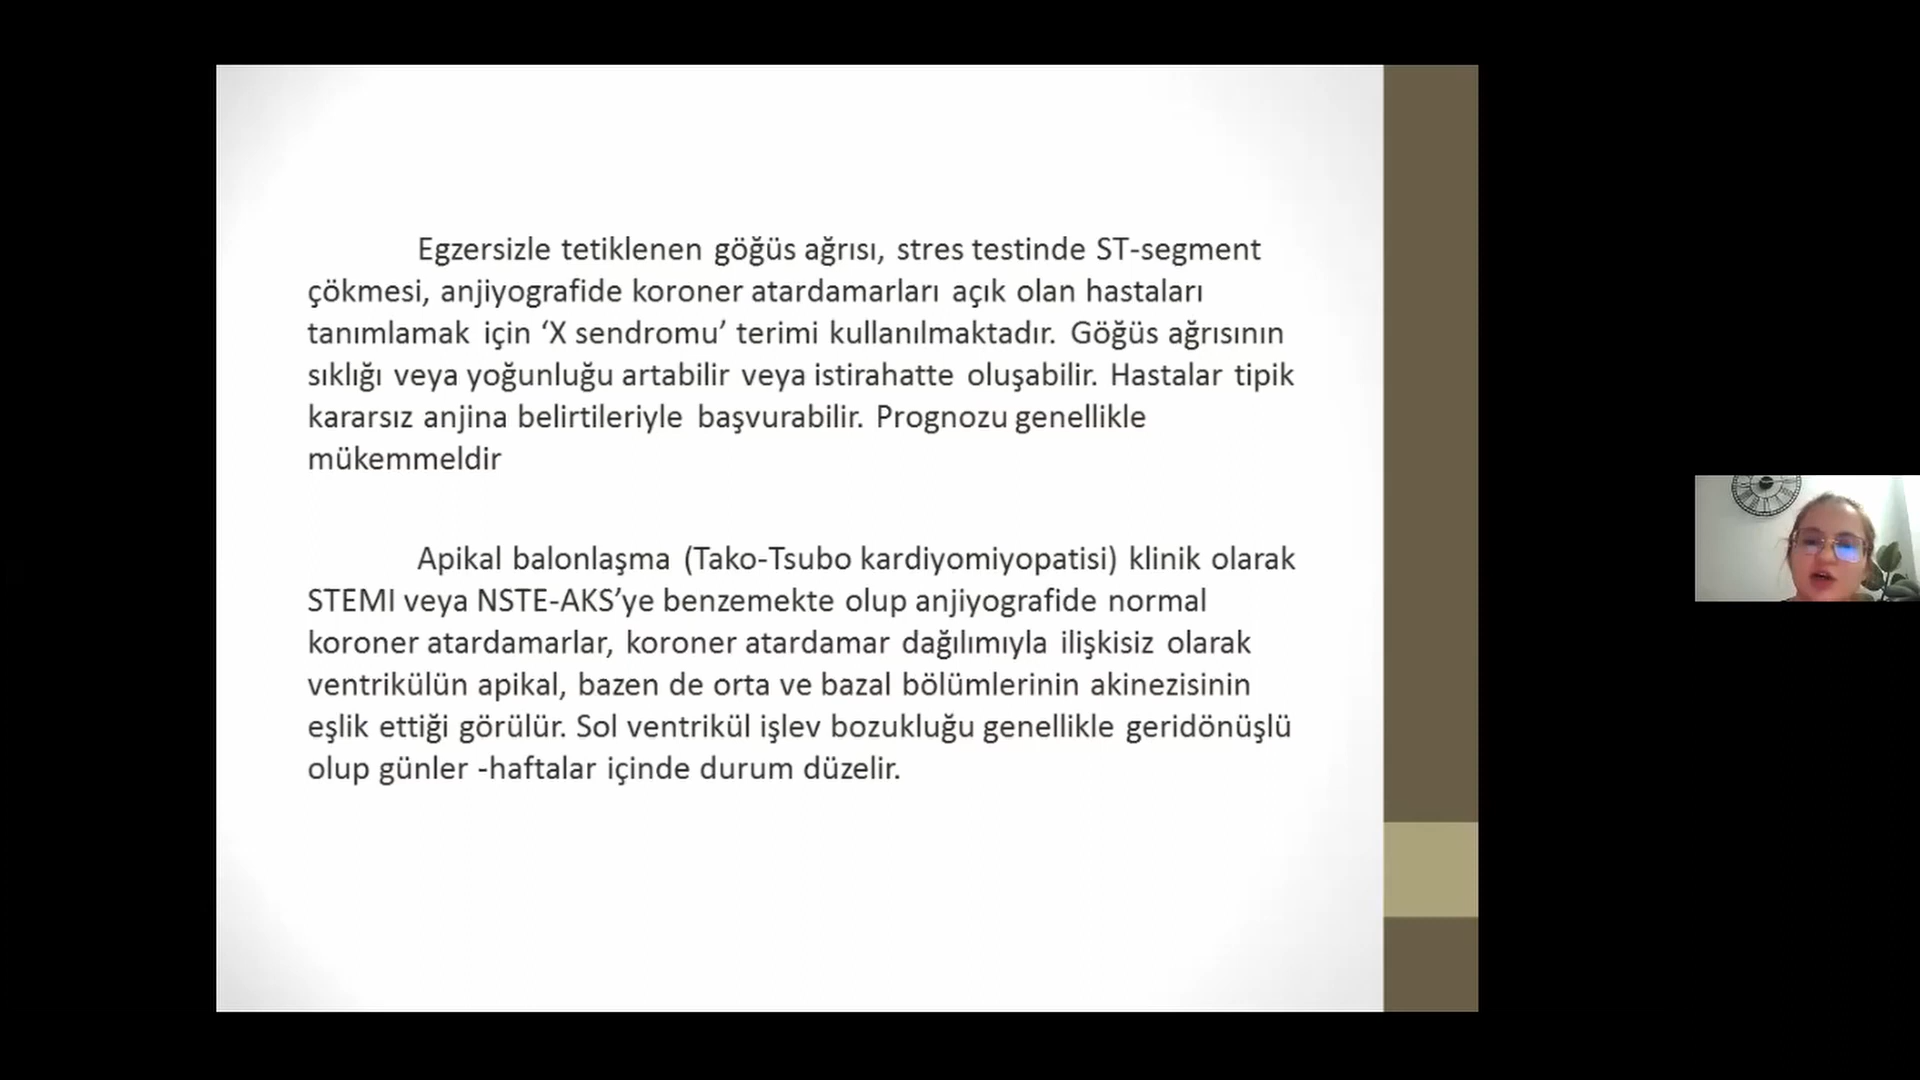 Egzersizle tetiklenen göğüs ağrısı, stres testinde ST-segment
çökmesi, anjiyografide koroner atardamarları açık olan hastaları
tanımlamak için ‘X sendromu’ terimi kullanılmaktadır. Göğüs ağrısının
sıklığı veya yoğunluğu artabilir veya istirahatte oluşabilir. Hastalar tipik
kararsız anjina belirtileriyle başvurabilir. Prognozu genellikle
mükemmeldir
Apikal balonlaşma (Tako-Tsubo kardiyomiyopatisi) klinik olarak
STEMI veya NSTE-AKS’ye benzemekte olup anjiyografide normal
koroner atardamarlar, koroner atardamar dağılımıyla ilişkisiz olarak
ventrikülün apikal, bazen de orta ve bazal bölümlerinin akinezisinin
eşlik ettiği görülür. Sol ventrikül işlev bozukluğu genellikle geridönüşlü
olup günler -haftalar içinde durum düzelir.